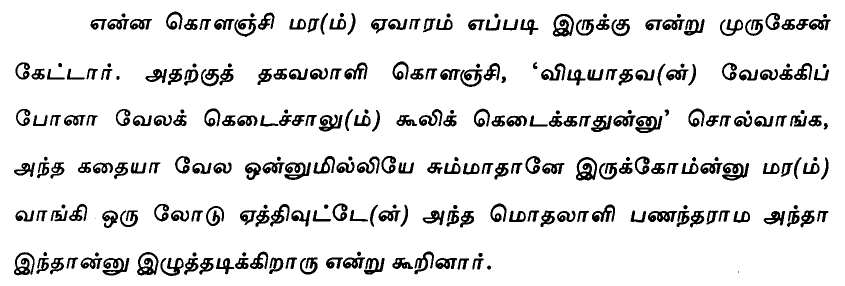 என்ன கொளஞ்சி மர(ம்) ஏவாரம் எப்படி இருக்கு என்று முருகேசன்
கேட்டார். அதற்குத் தகவலாளி கொளஞ்சி, ‘விடியாதவ(ன்) வேலக்கிப்
போனா வேலக் கெடைச்சாலு(ம்) கூலிக் கெடைக்காதுன்னு’ சொல்வாங்க,
அந்த கதையா வேல ஒன்னுமில்லியே சும்மாதானே இருக்கோம்ன்னு மர(ம்)
வாங்கி ஒரு லோடு ஏத்திவுட்டே(ன்) அந்த மொதலாளி பணந்தராம அந்தா
இந்தான்னு இழுத்தடிக்கிறாரு என்று கூறினார்.